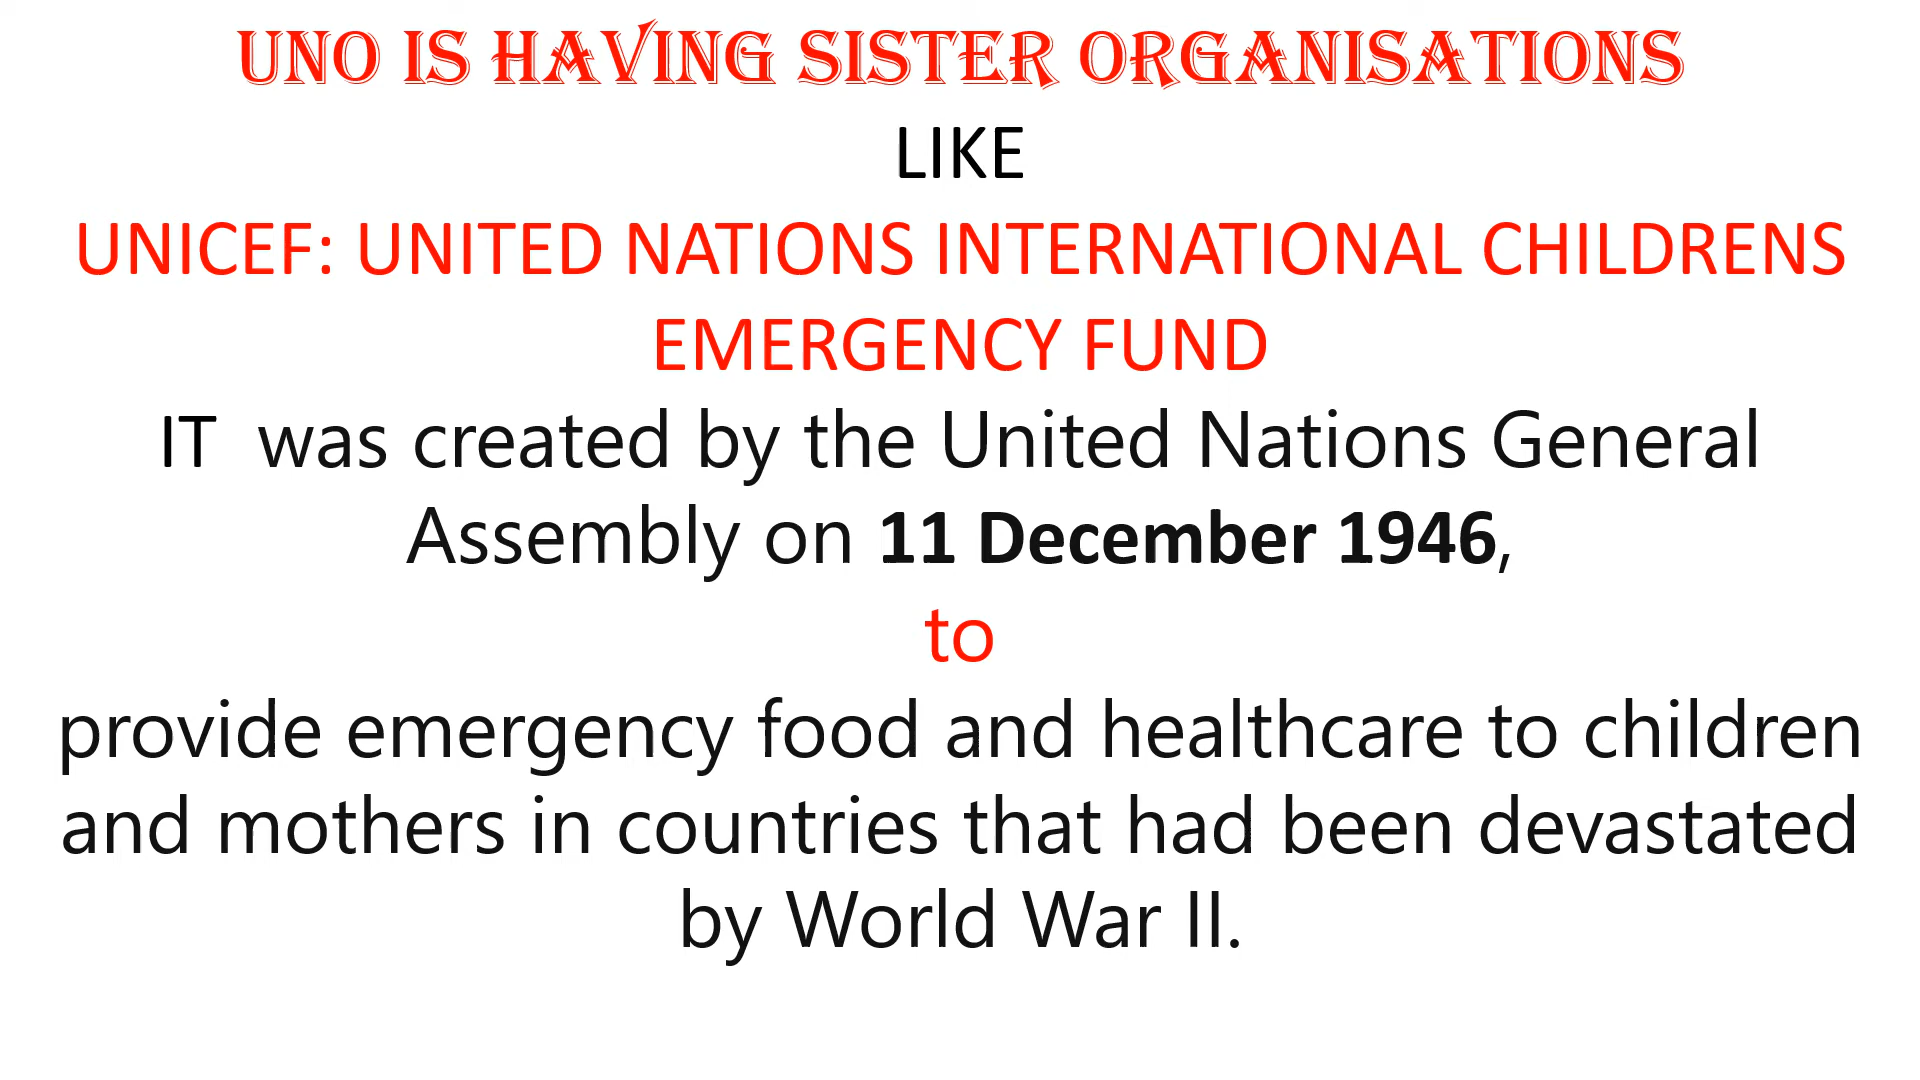 UNO IS HAVING SISTER ORGANISATIONS
LIKE
UNICEF: UNITED NATIONS INTERNATIONAL CHILDRENS
EMERGENCY FUND
IT was created by the United Nations General
Assembly on 11 December 1946,
to
provide emergency food and healthcare to children
and mothers in countries that had been devastated
by World War II.